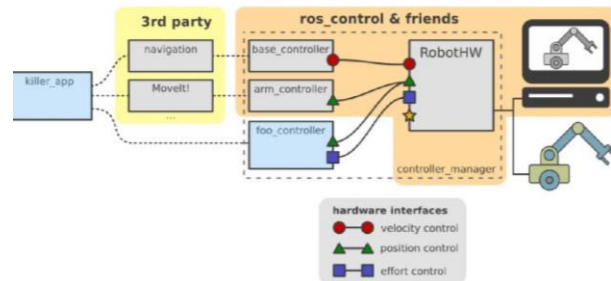 3rd party
ros_control & friends
killer_app
navigation
MoveIt!
...
base_controller
arm_controller
foo_controller
RobotHW
controller_manager
hardware interfaces
velocity control
position control
effort control